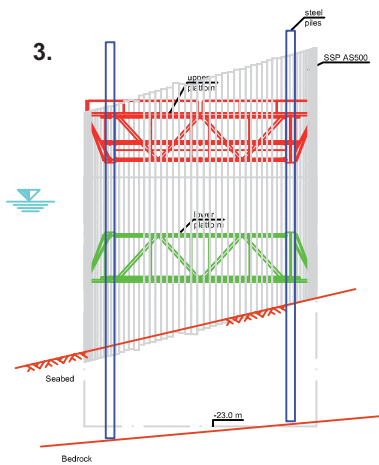 steel
piles
3.
SSP AS500
upper
platform
lower
platform
Seabed
-23.0 m
Bedrock